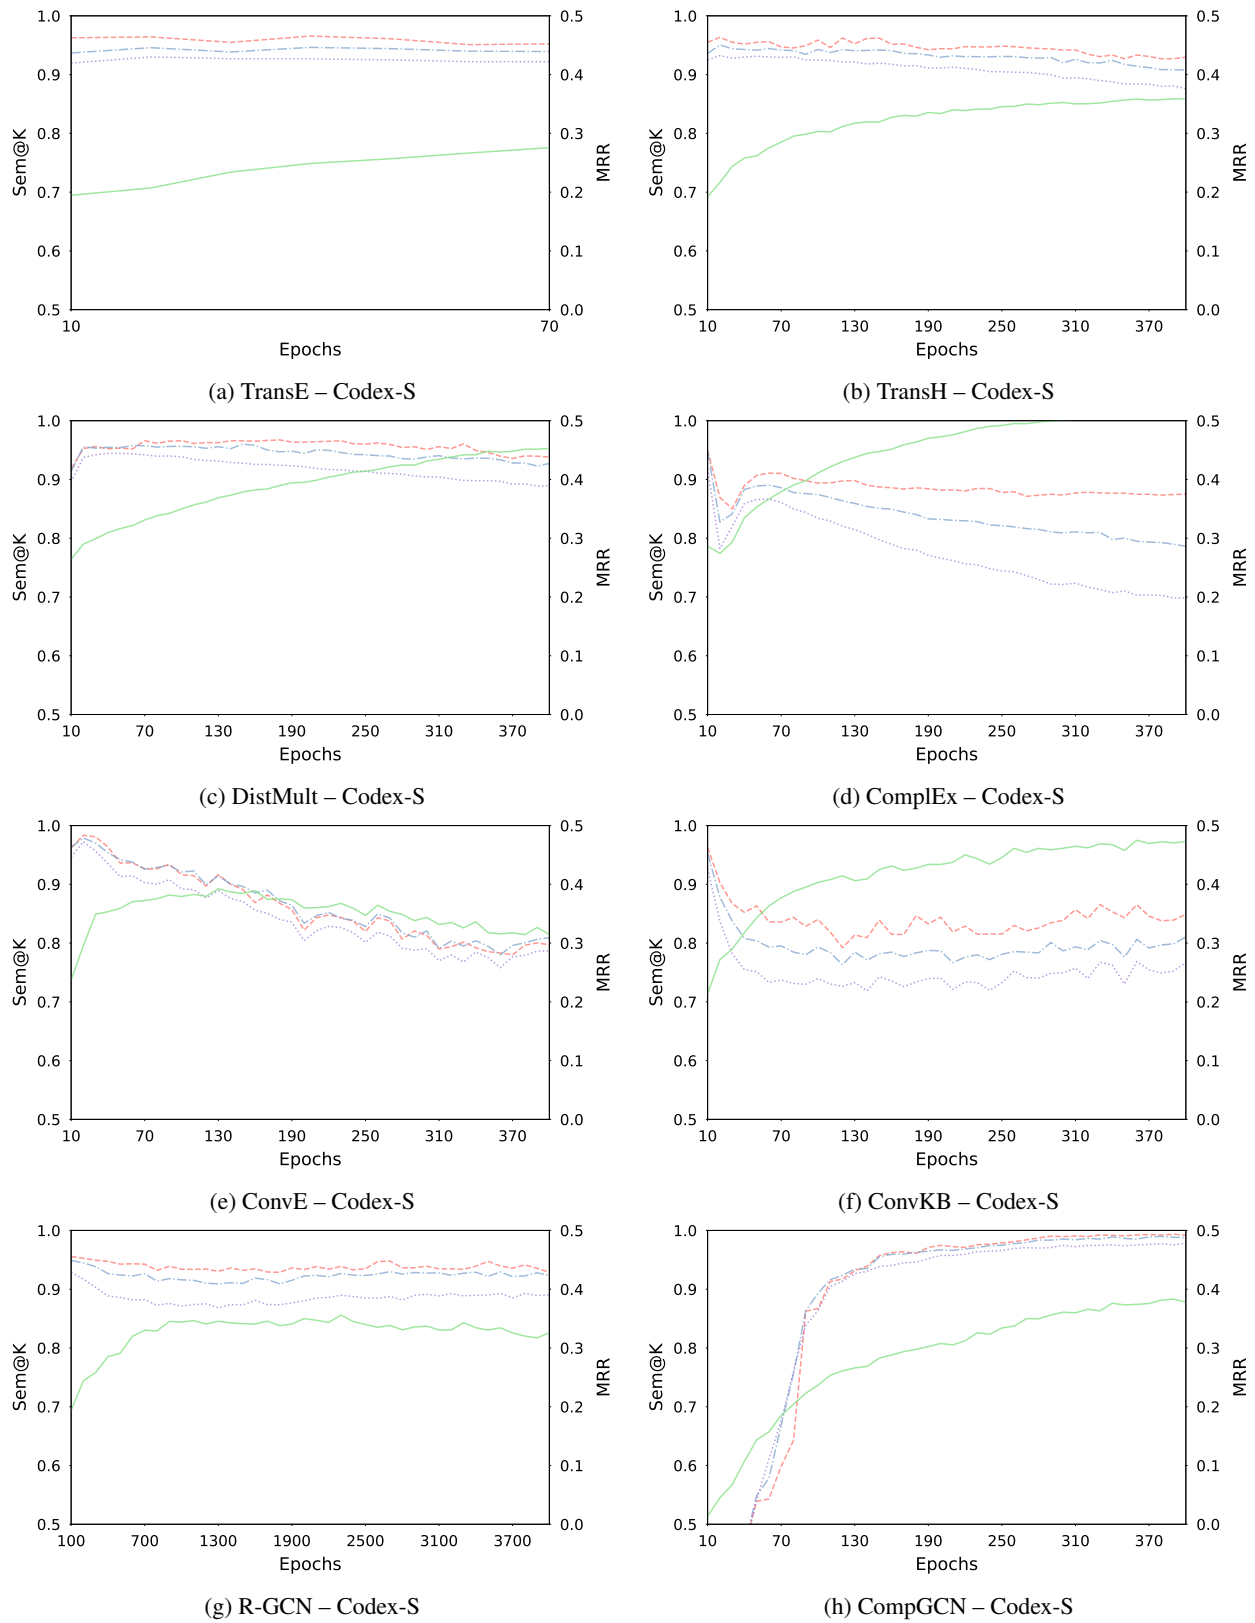 1.0
0.9
0.8
0.7
0.6
0.5
Sem@K
0.5
0.4
0.3
0.2
0.1
0.0
MRR
10 70
Epochs
(a) TransE – Codex-S
1.0
0.9
0.8
0.7
0.6
0.5
Sem@K
0.5
0.4
0.3
0.2
0.1
0.0
MRR
10 70 130 190 250 310 370
Epochs
(b) TransH – Codex-S
1.0
0.9
0.8
0.7
0.6
0.5
Sem@K
0.5
0.4
0.3
0.2
0.1
0.0
MRR
10 70 130 190 250 310 370
Epochs
(c) DistMult – Codex-S
1.0
0.9
0.8
0.7
0.6
0.5
Sem@K
0.5
0.4
0.3
0.2
0.1
0.0
MRR
10 70 130 190 250 310 370
Epochs
(d) ComplEx – Codex-S
1.0
0.9
0.8
0.7
0.6
0.5
Sem@K
0.5
0.4
0.3
0.2
0.1
0.0
MRR
10 70 130 190 250 310 370
Epochs
(e) ConvE – Codex-S
1.0
0.9
0.8
0.7
0.6
0.5
Sem@K
0.5
0.4
0.3
0.2
0.1
0.0
MRR
10 70 130 190 250 310 370
Epochs
(f) ConvKB – Codex-S
1.0
0.9
0.8
0.7
0.6
0.5
Sem@K
0.5
0.4
0.3
0.2
0.1
0.0
MRR
100 700 1300 1900 2500 3100 3700
Epochs
(g) R-GCN – Codex-S
1.0
0.9
0.8
0.7
0.6
0.5
Sem@K
0.5
0.4
0.3
0.2
0.1
0.0
MRR
10 70 130 190 250 310 370
Epochs
(h) CompGCN – Codex-S